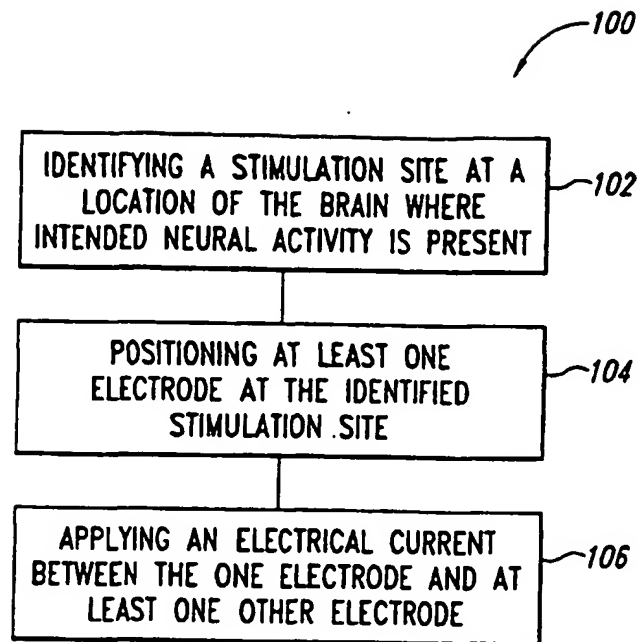 100
IDENTIFYING A STIMULATION SITE AT A
LOCATION OF THE BRAIN WHERE
INTENDED NEURAL ACTIVITY IS PRESENT
102
POSITIONING AT LEAST ONE
ELECTRODE AT THE IDENTIFIED
STIMULATION SITE
104
APPLYING AN ELECTRICAL CURRENT
BETWEEN THE ONE ELECTRODE AND AT
LEAST ONE OTHER ELECTRODE
106